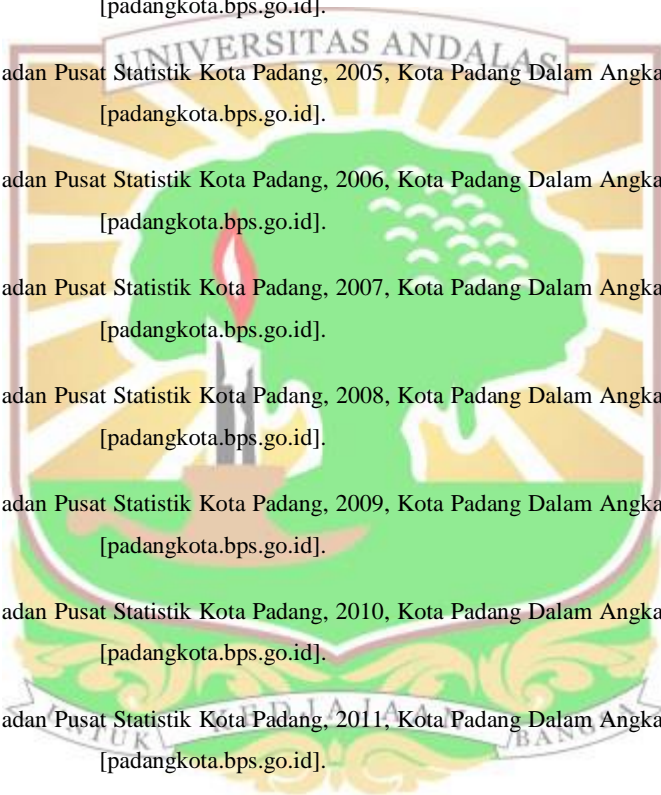 [padangkota.bps.go.id].
UNIVERSITAS ANDALAS
adan Pusat Statistik Kota Padang, 2005, Kota Padang Dalam Angka
[padangkota.bps.go.id].
adan Pusat Statistik Kota Padang, 2006, Kota Padang Dalam Angka
[padangkota.bps.go.id].
adan Pusat Statistik Kota Padang, 2007, Kota Padang Dalam Angka
[padangkota.bps.go.id].
adan Pusat Statistik Kota Padang, 2008, Kota Padang Dalam Angka
[padangkota.bps.go.id].
adan Pusat Statistik Kota Padang, 2009, Kota Padang Dalam Angka
[padangkota.bps.go.id].
adan Pusat Statistik Kota Padang, 2010, Kota Padang Dalam Angka
[padangkota.bps.go.id].
adan Pusat Statistik Kota Padang, 2011, Kota Padang Dalam Angka
UNTUK KEDJAJAAN BANGSA
[padangkota.bps.go.id].